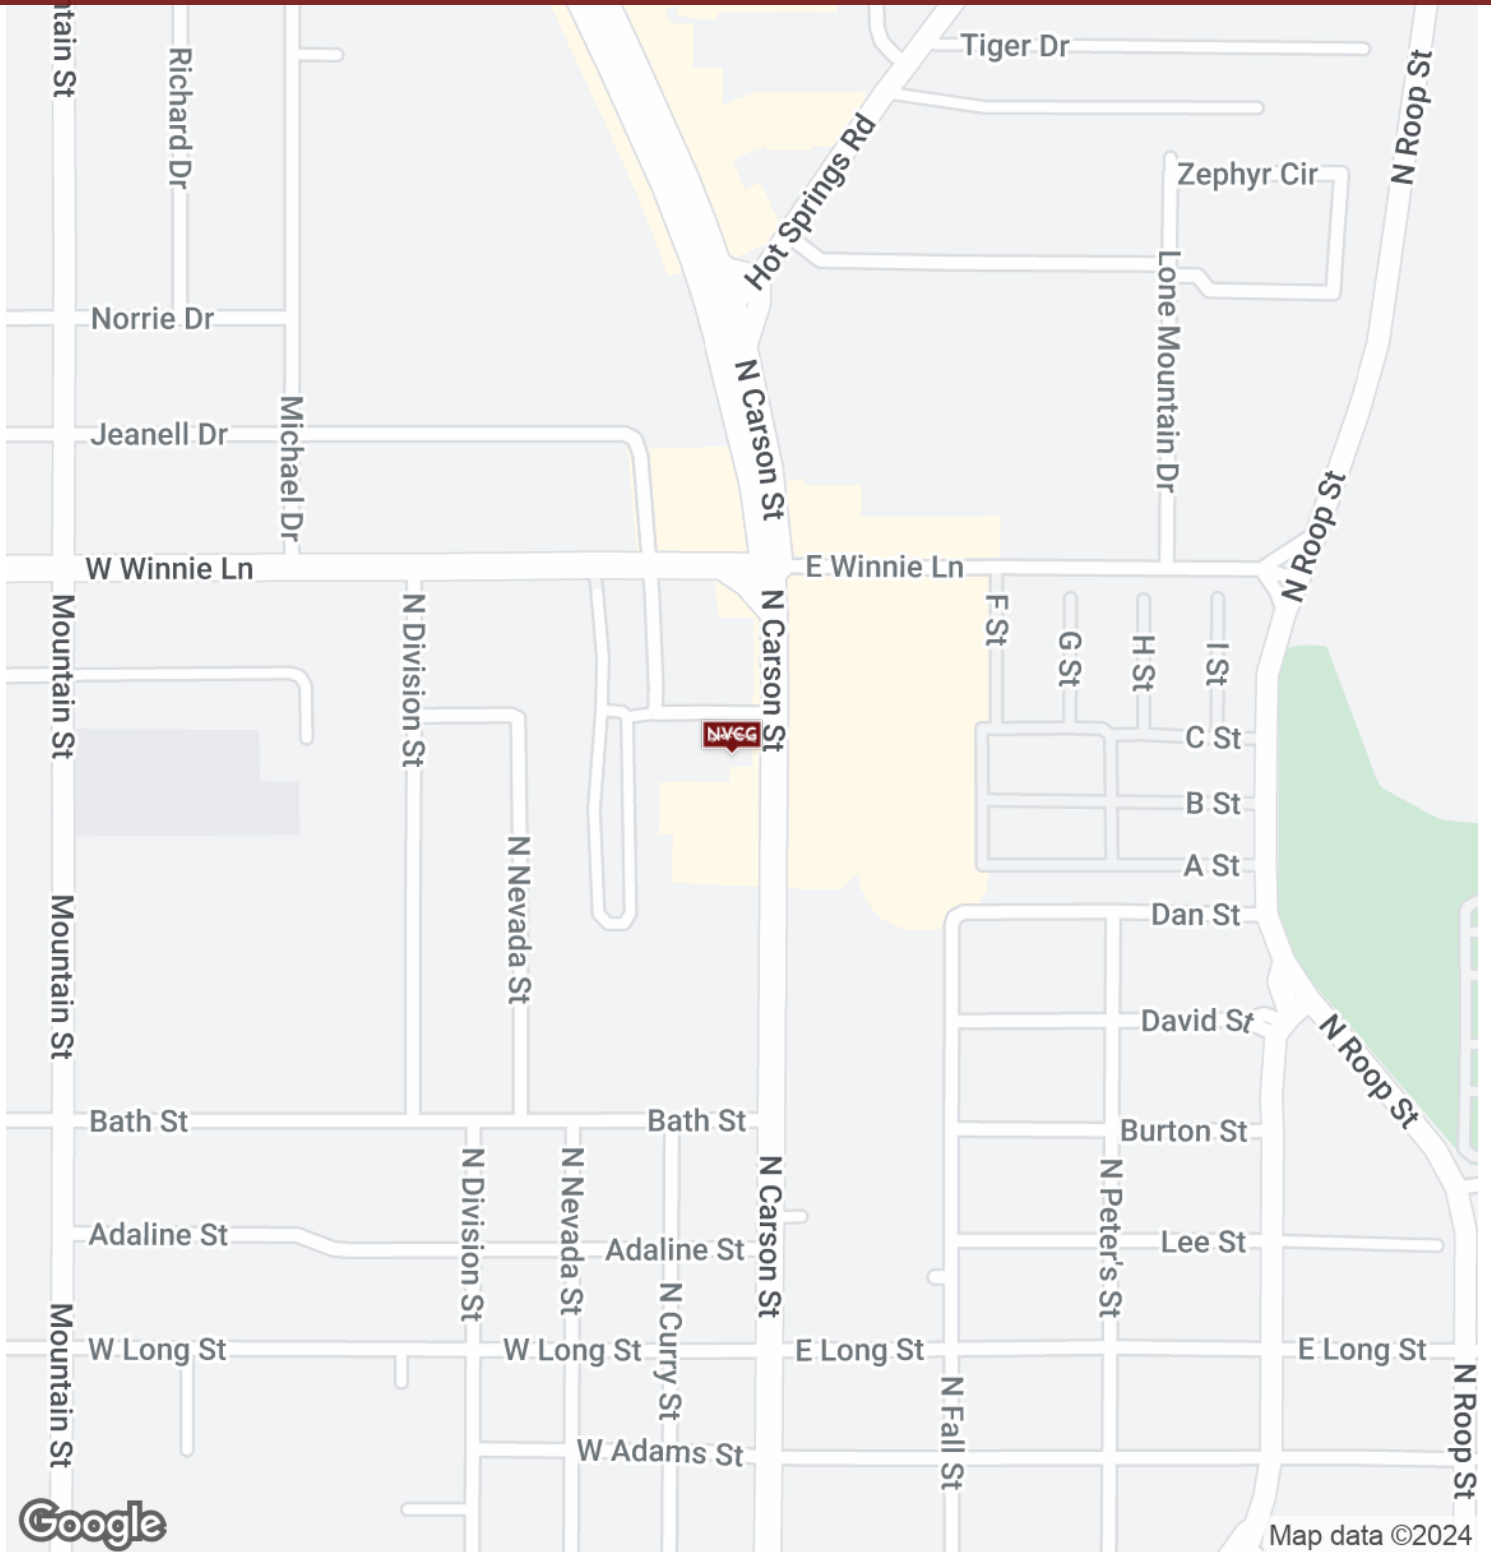 ntain St
Richard Dr
Tiger Dr
N Roop St
Hot Springs Rd
Zephyr Cir
Norrie Dr
Lone Mountain Dr
N Carson St
Michael Dr
Jeanell Dr
N Roop St
W Winnie Ln
E Winnie Ln
Mountain St
N Division St
N Carson St
F St
G St
H St
I St
NVCG
C St
B St
A St
N Nevada St
Mountain St
Dan St
David St
N Roop St
Bath St
Bath St
Burton St
N Division St
N Nevada St
N Carson St
N Peter's St
Adaline St
Adaline St
Lee St
N Curry St
Mountain St
W Long St
W Long St
E Long St
E Long St
N Fall St
N Roop St
W Adams St
Google
Map data ©2024